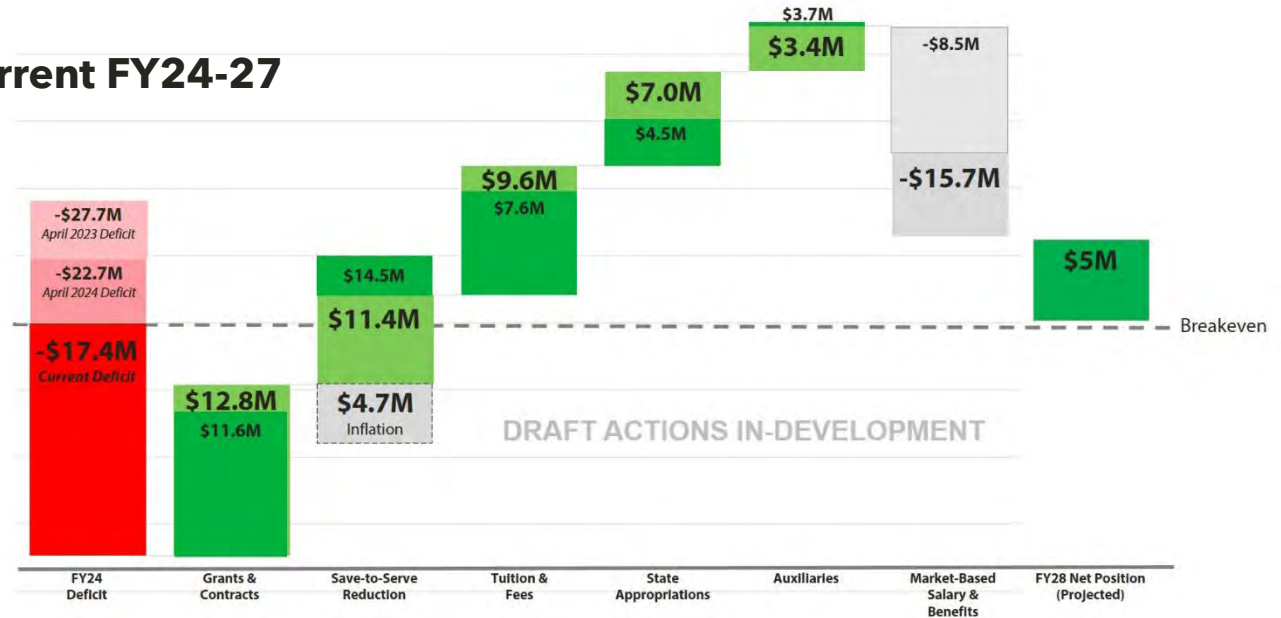 rrent FY24-27
-$27.7M
April 2023 Deficit
-$22.7M
April 2024 Deficit
-$17.4M
Current Deficit
$12.8M
$11.6M
$14.5M
$11.4M
$4.7M
Inflation
$9.6M
$7.6M
$7.0M
$4.5M
$3.7M
$3.4M
-$8.5M
-$15.7M
$5M
Breakeven
DRAFT ACTIONS IN-DEVELOPMENT
FY24
Deficit
Grants &
Contracts
Save-to-Serve
Reduction
Tuition &
Fees
State
Appropriations
Auxiliaries
Market-Based
Salary &
Benefits
FY28 Net Position
(Projected)